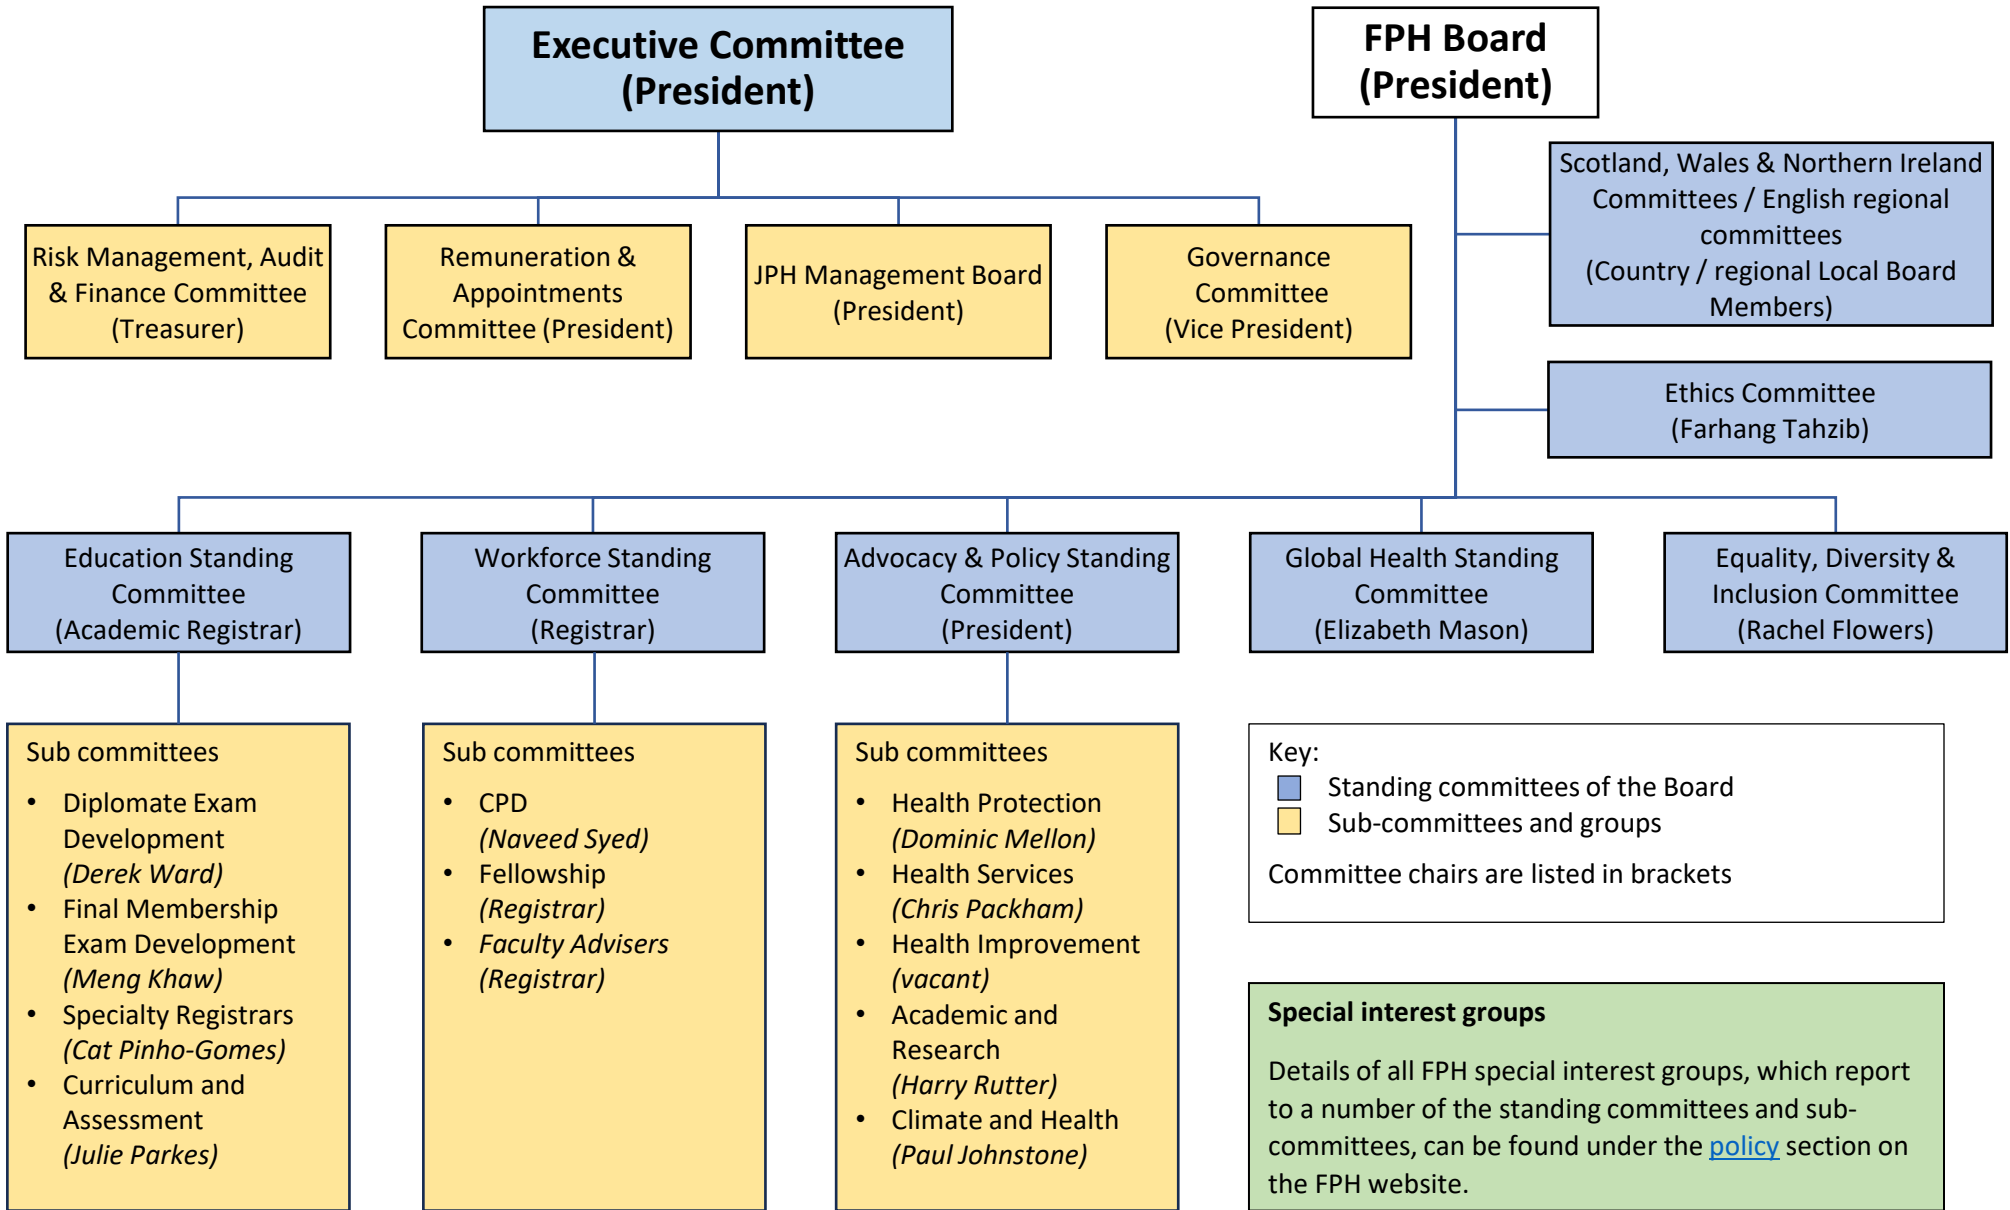 Executive Committee
(President)
FPH Board
(President)
Scotland, Wales & Northern Ireland
Committees / English regional
committees
(Country / regional Local Board
Members)
Risk Management, Audit
& Finance Committee
(Treasurer)
Remuneration &
Appointments
Committee (President)
JPH Management Board
(President)
Governance
Committee
(Vice President)
Ethics Committee
(Farhang Tahzib)
Education Standing
Committee
(Academic Registrar)
Workforce Standing
Committee
(Registrar)
Advocacy & Policy Standing
Committee
(President)
Global Health Standing
Committee
(Elizabeth Mason)
Equality, Diversity &
Inclusion Committee
(Rachel Flowers)
Sub committees
• Diplomate Exam
Development
(Derek Ward)
• Final Membership
Exam Development
(Meng Khaw)
• Specialty Registrars
(Cat Pinho-Gomes)
• Curriculum and
Assessment
(Julie Parkes)
Sub committees
• CPD
(Naveed Syed)
• Fellowship
(Registrar)
• Faculty Advisers
(Registrar)
Sub committees
• Health Protection
(Dominic Mellon)
• Health Services
(Chris Packham)
• Health Improvement
(vacant)
• Academic and
Research
(Harry Rutter)
• Climate and Health
(Paul Johnstone)
Key:
Standing committees of the Board
Sub-committees and groups
Committee chairs are listed in brackets
Special interest groups
Details of all FPH special interest groups, which report
to a number of the standing committees and sub-
committees, can be found under the policy section on
the FPH website.